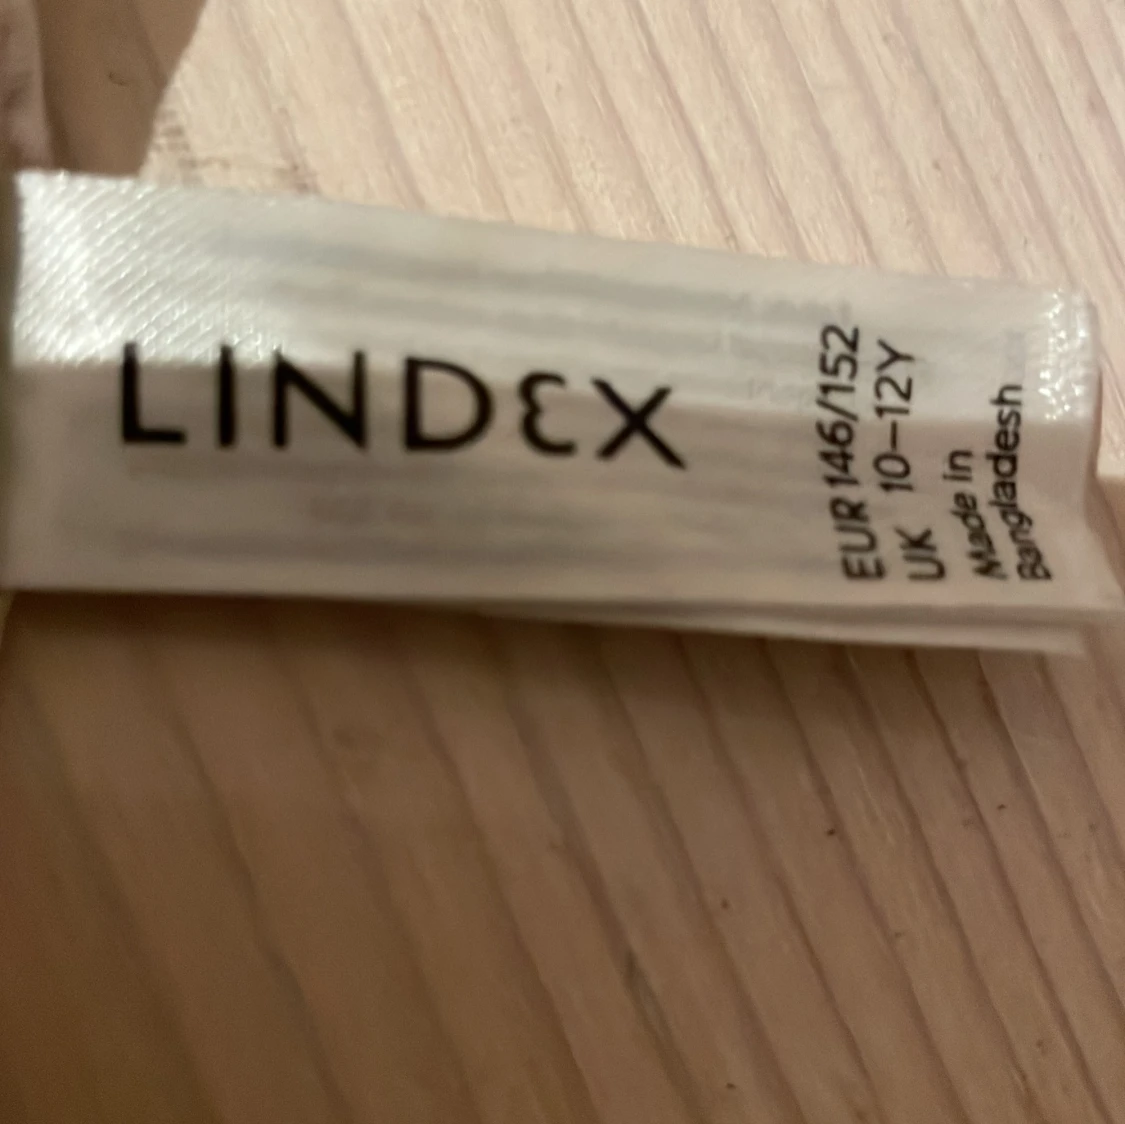 LINDEX
EUR 146/152
UK 10–12Y
Made in
Bangladesh